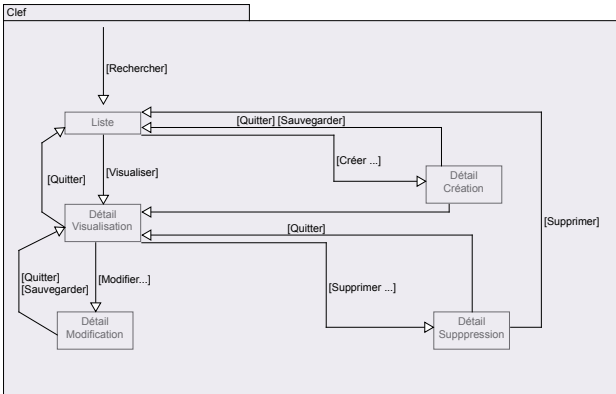 Clef
[Rechercher]
Liste
[Quitter] [Sauvegarder]
[Créer ...]
[Visualiser]
[Quitter]
Détail
Création
Détail
Visualisation
[Quitter]
[Supprimer]
[Quitter]
[Sauvegarder]
[Modifier...]
[Supprimer ...]
Détail
Modification
Détail
Supppression